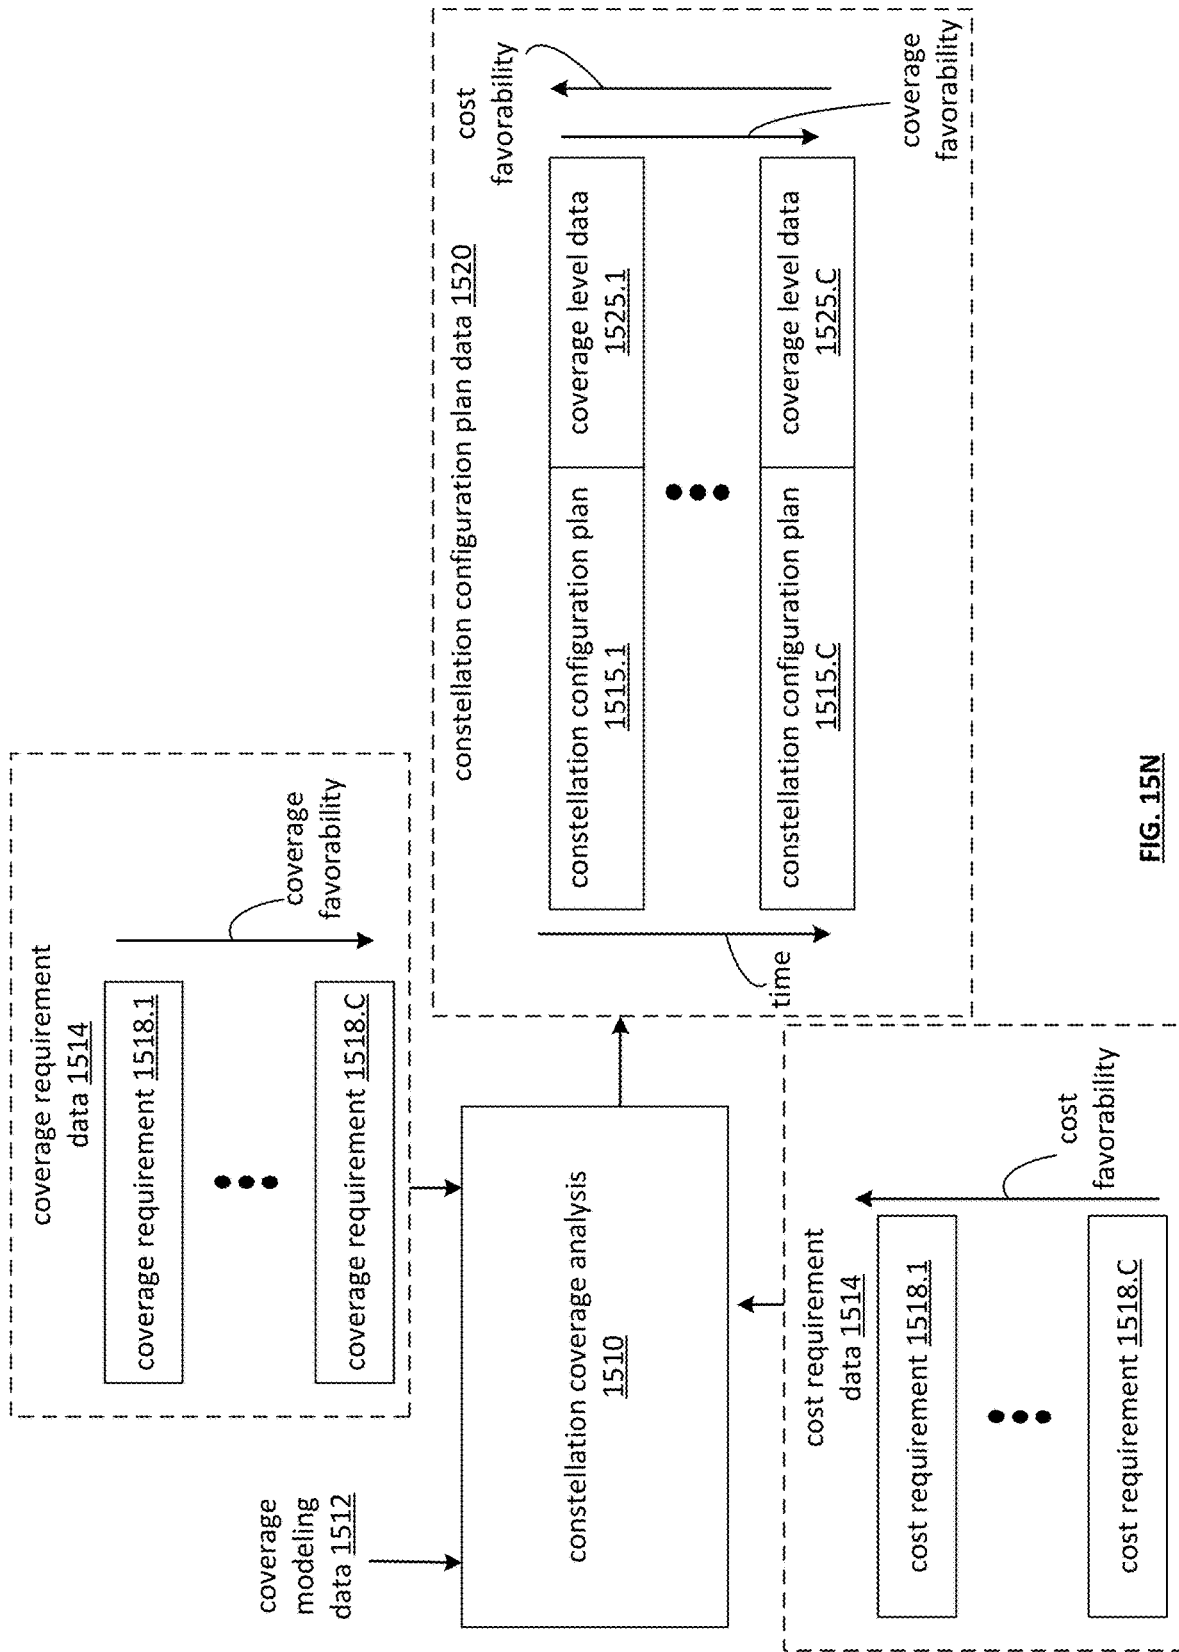 coverage
modeling
data 1512
coverage requirement
data 1514
coverage requirement 1518.1
coverage requirement 1518.C
coverage
favorability
constellation coverage analysis
1510
cost requirement
data 1514
cost requirement 1518.1
cost requirement 1518.C
cost
favorability
constellation configuration plan data 1520
time
constellation configuration plan
1515.1
coverage level data
1525.1
constellation configuration plan
1515.C
coverage level data
1525.C
cost
favorability
coverage
favorability
FIG. 15N